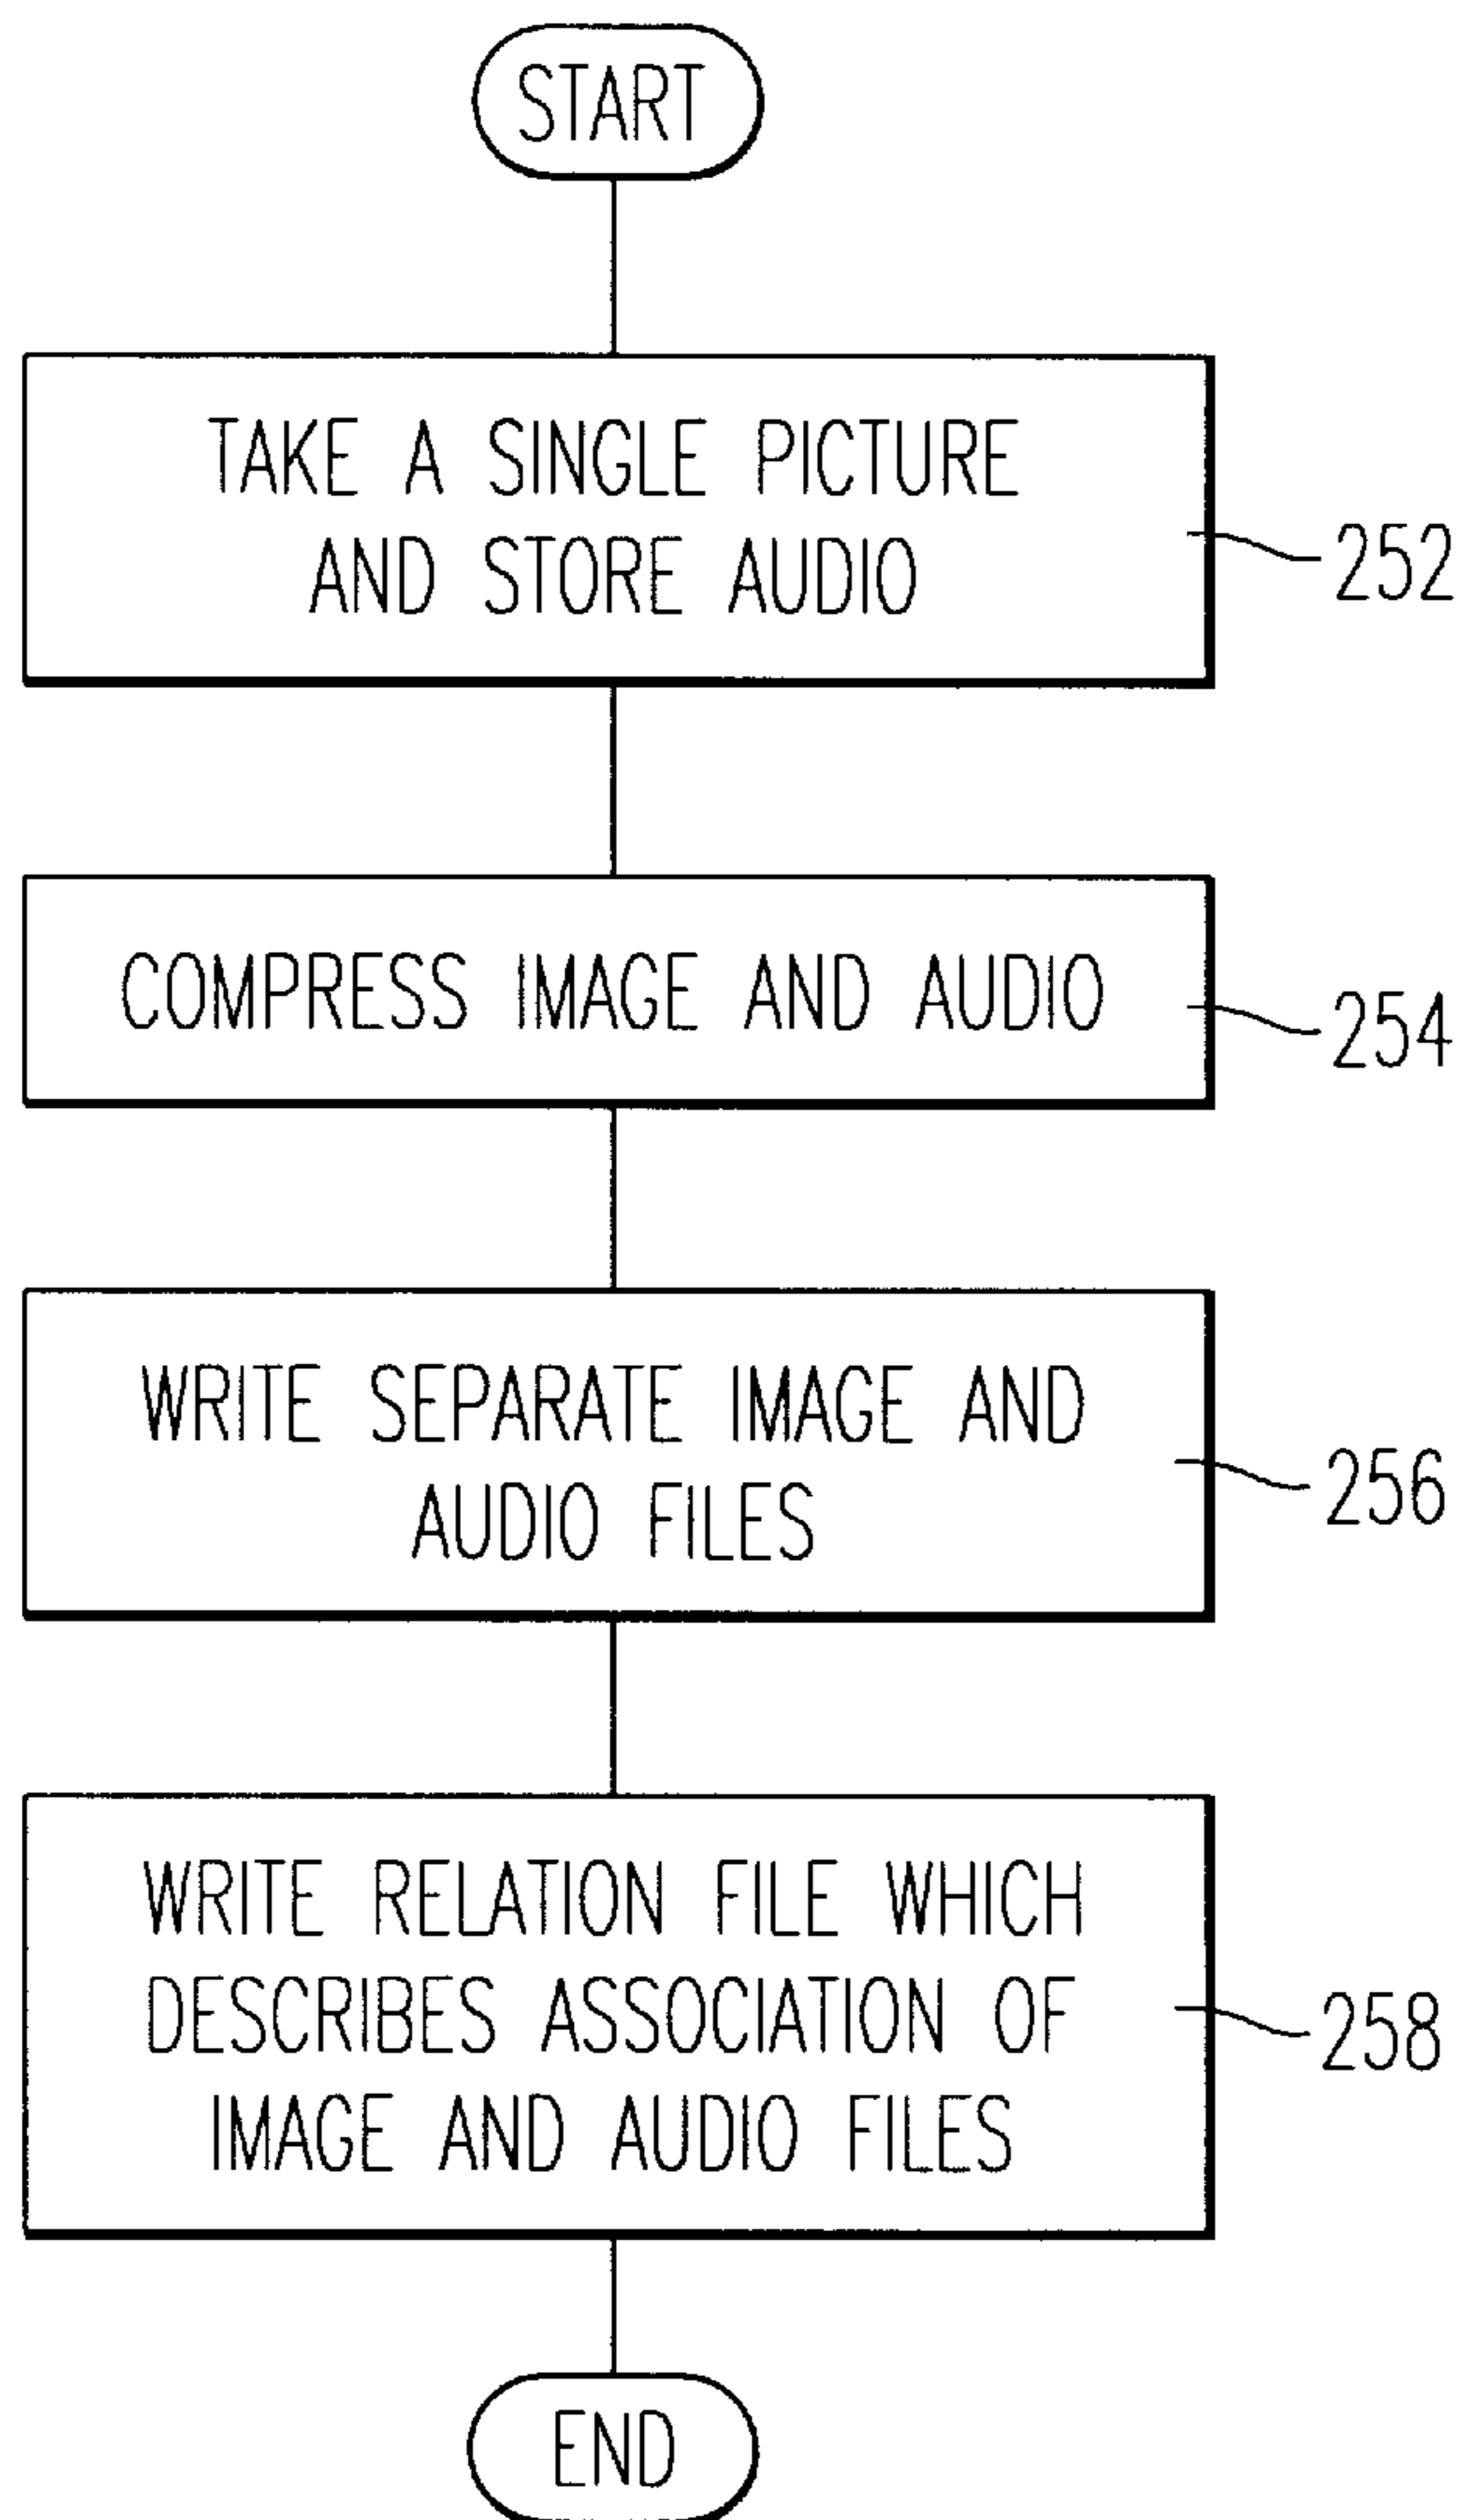 START
TAKE A SINGLE PICTURE
AND STORE AUDIO
252
COMPRESS IMAGE AND AUDIO
254
WRITE SEPARATE IMAGE AND
AUDIO FILES
256
WRITE RELATION FILE WHICH
DESCRIBES ASSOCIATION OF
IMAGE AND AUDIO FILES
258
END